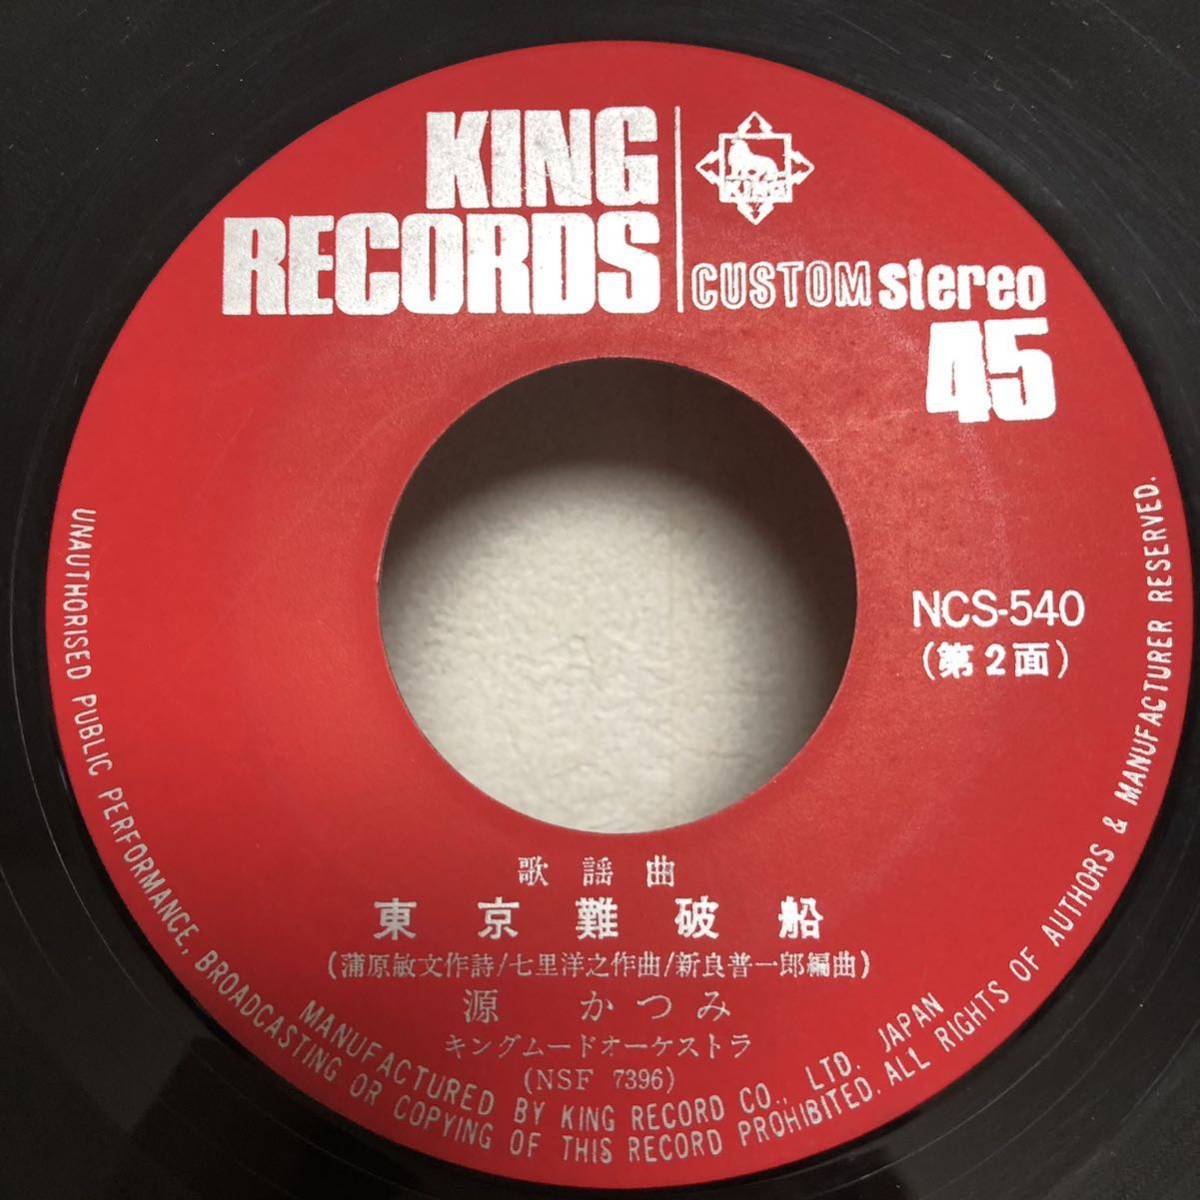 KING
RECORDS
KING
CUSTOM stereo
45
NCS-540
(第2面)
歌謡曲
東京難破船
(蒲原敏文作詩/七里洋之作曲/新良普一郎編曲)
源 かつみ
キングムードオーケストラ
(NSF 7396)
MANUFACTURED BY KING RECORD CO., LTD. JAPAN
UNAUTHORISED PUBLIC PERFORMANCE, BROADCASTING OR COPYING OF THIS RECORD PROHIBITED. ALL RIGHTS OF AUTHORS & MANUFACTURER RESERVED.